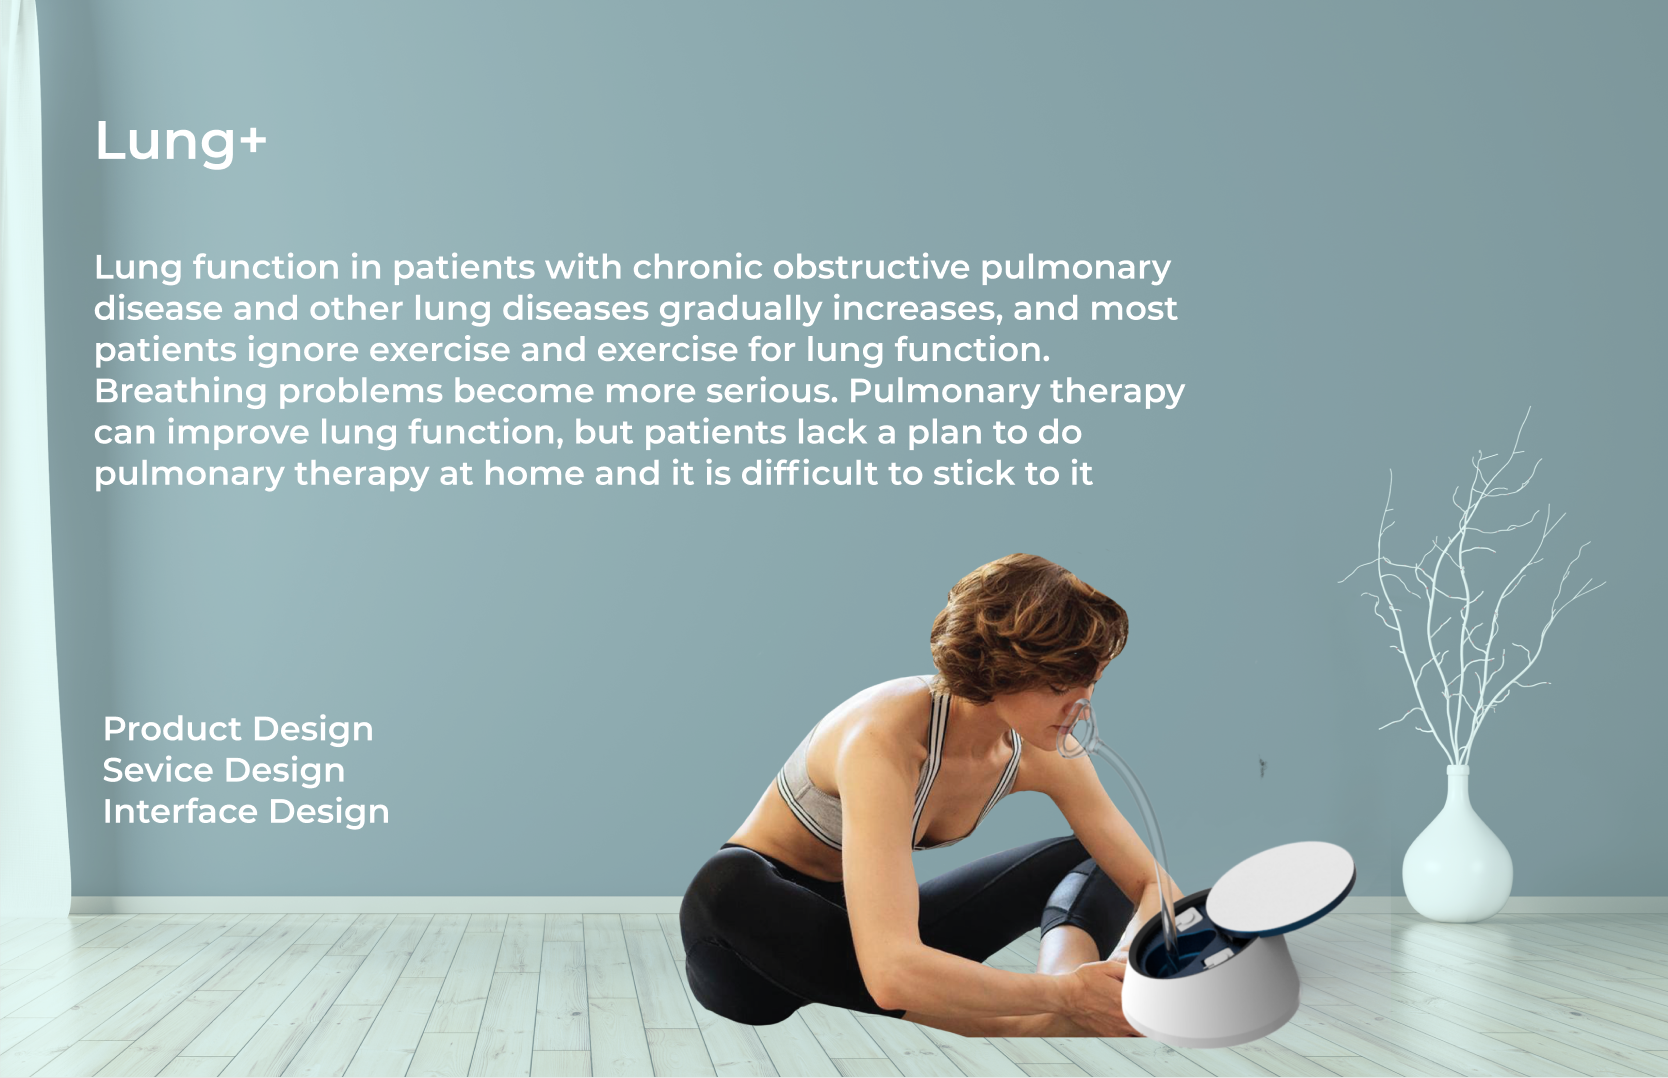 Lung+
Lung function in patients with chronic obstructive pulmonary
disease and other lung diseases gradually increases, and most
patients ignore exercise and exercise for lung function.
Breathing problems become more serious. Pulmonary therapy
can improve lung function, but patients lack a plan to do
pulmonary therapy at home and it is difficult to stick to it
Product Design
Sevice Design
Interface Design